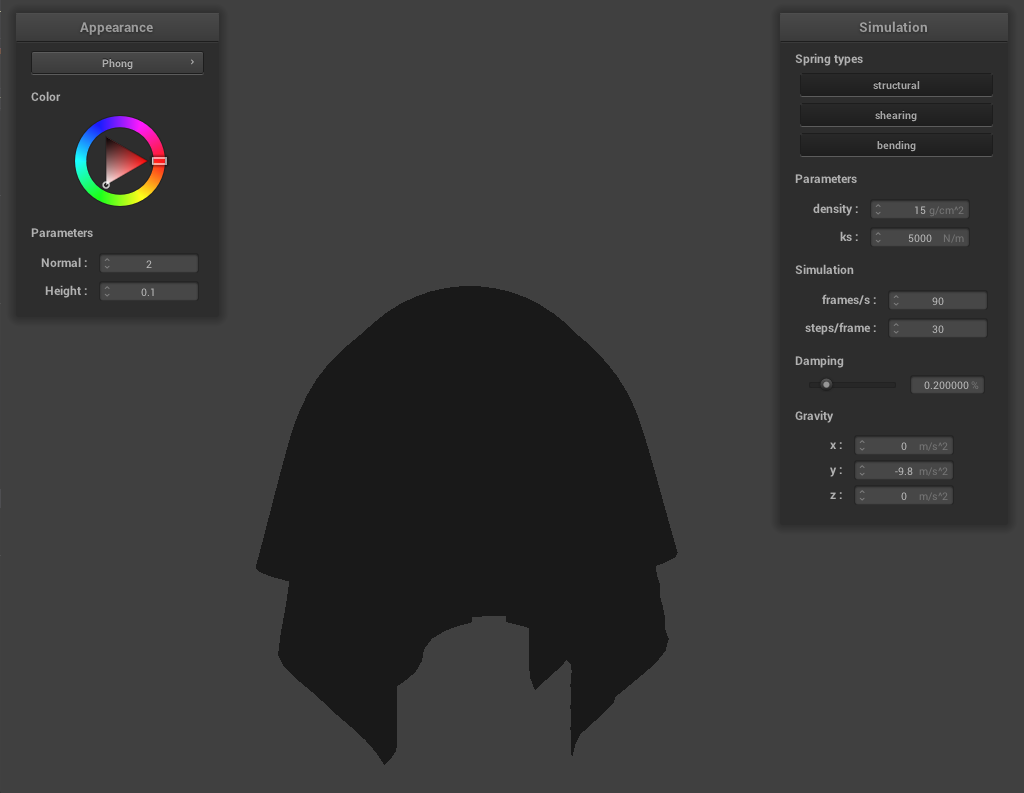 Appearance
Phong ›
Color
Parameters
Normal : 2
Height : 0.1
Simulation
Spring types
structural
shearing
bending
Parameters
density : 15 g/cm^2
ks : 5000 N/m
Simulation
frames/s : 90
steps/frame : 30
Damping
0.200000 %
Gravity
x : 0 m/s^2
y : -9.8 m/s^2
z : 0 m/s^2